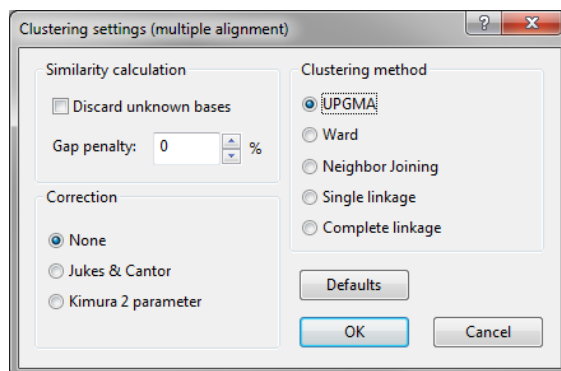 Clustering settings (multiple alignment)
Similarity calculation
Discard unknown bases
Gap penalty: 0 %
Correction
None
Jukes & Cantor
Kimura 2 parameter
Clustering method
UPGMA
Ward
Neighbor Joining
Single linkage
Complete linkage
Defaults
OK Cancel